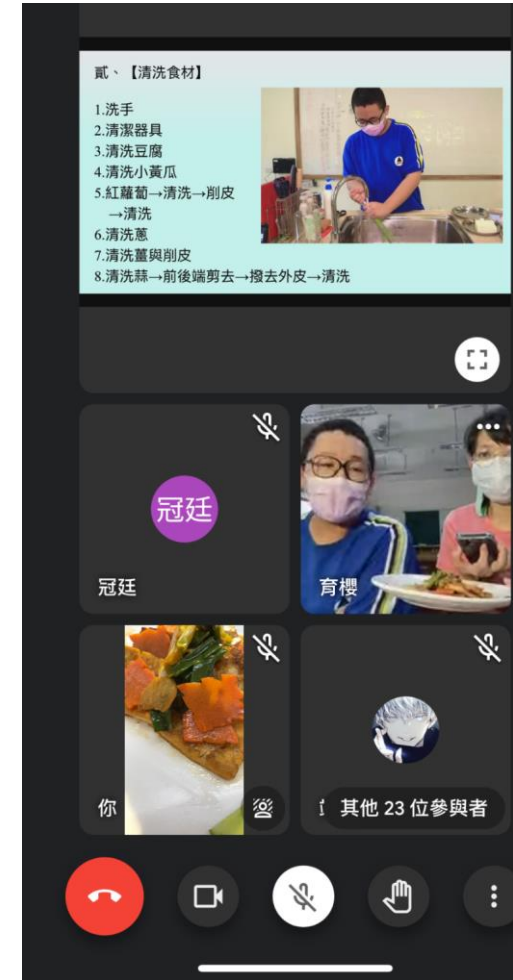 貳、【清洗食材】
1.洗手
2.清潔器具
3.清洗豆腐
4.清洗小黃瓜
5.紅蘿蔔→清洗→削皮
→清洗
6.清洗蔥
7.清洗薑與削皮
8.清洗蒜→前後端剪去→撥去外皮→清洗
冠廷
冠廷
育櫻
你
其他 23 位參與者